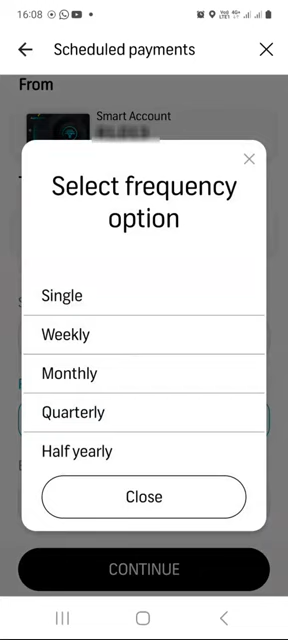 16:08
Scheduled payments
From
Smart Account
Select frequency
option
Single
Weekly
Monthly
Quarterly
Half yearly
Close
CONTINUE